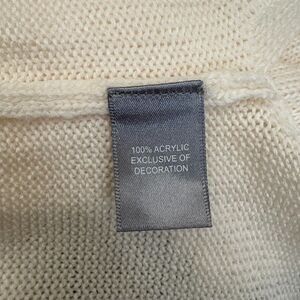 100% ACRYLIC
EXCLUSIVE OF
DECORATION